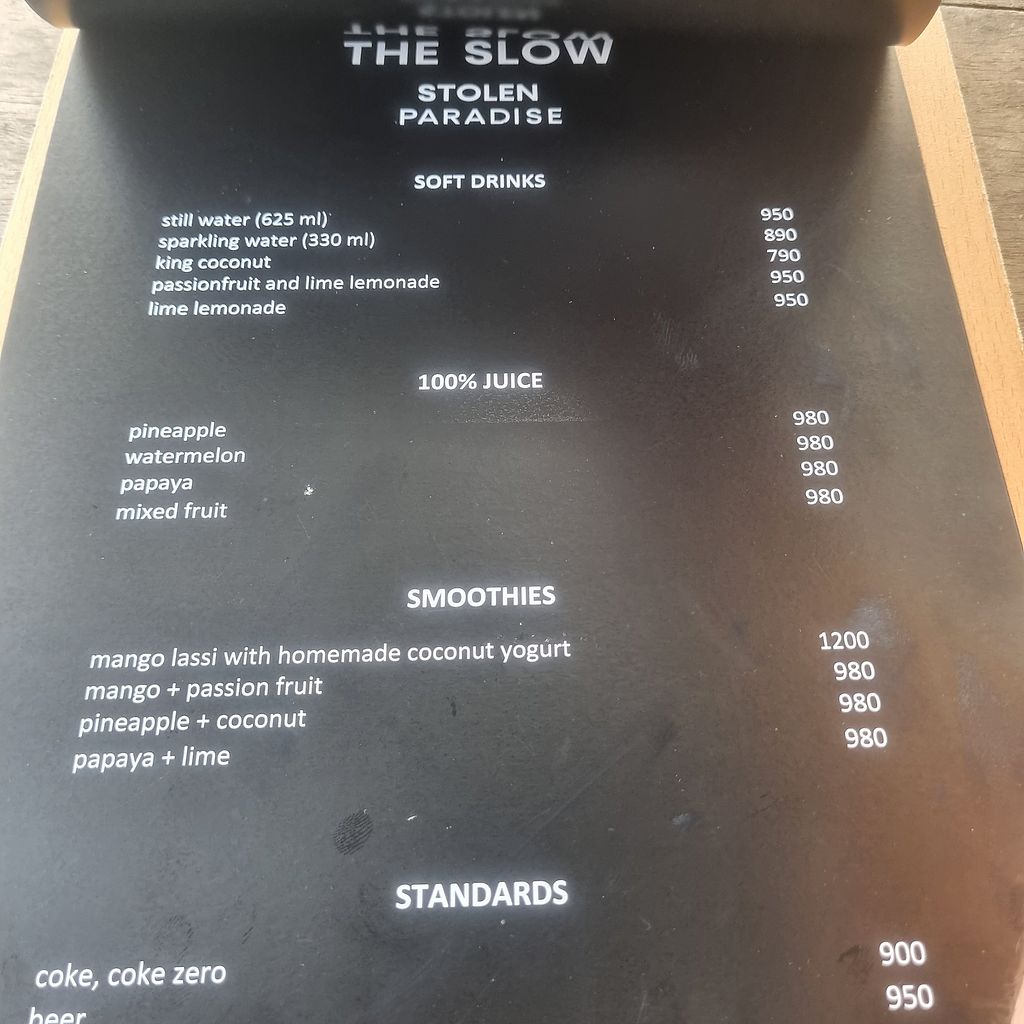 THE SLOW
STOLEN
PARADISE
SOFT DRINKS
still water (625 ml) 950
sparkling water (330 ml) 890
king coconut 790
passionfruit and lime lemonade 950
lime lemonade 950
100% JUICE
pineapple 980
watermelon 980
papaya 980
mixed fruit 980
SMOOTHIES
mango lassi with homemade coconut yogurt 1200
mango + passion fruit 980
pineapple + coconut 980
papaya + lime 980
STANDARDS
coke, coke zero 900
beer 950